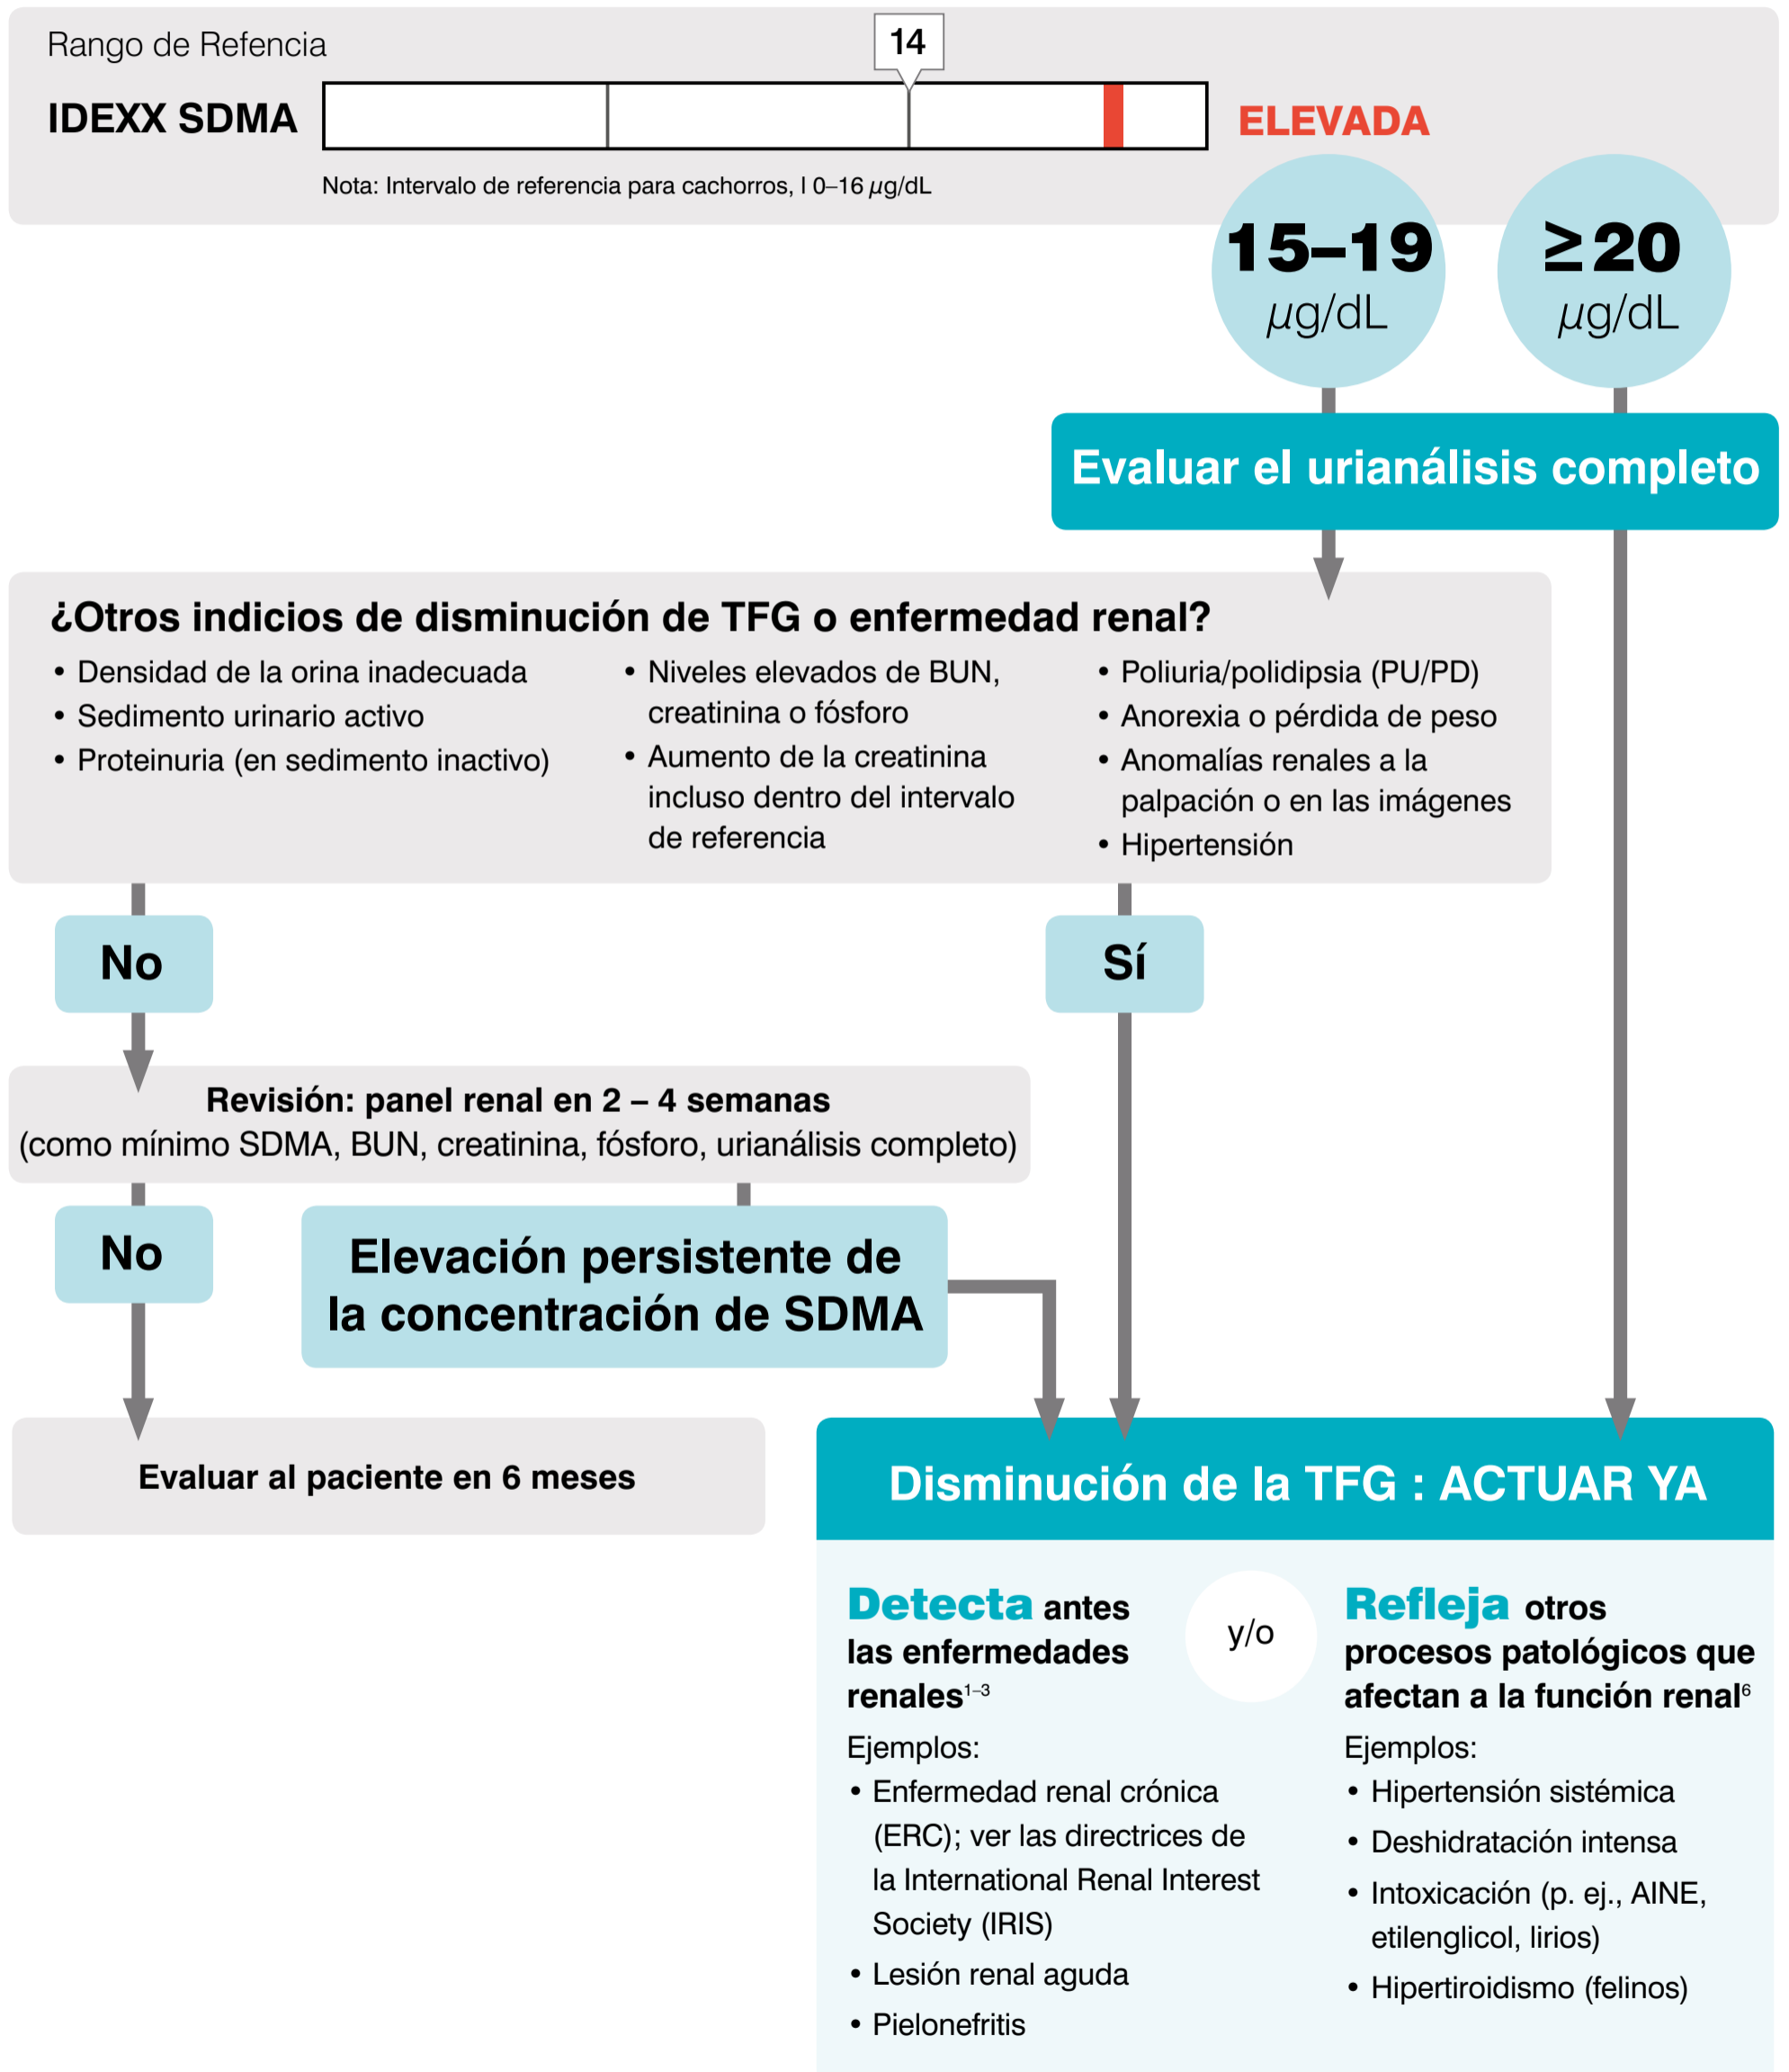 Rango de Refencia
14
IDEXX SDMA
ELEVADA
Nota: Intervalo de referencia para cachorros, l 0–16 µg/dL
15–19
µg/dL
≥20
µg/dL
Evaluar el urianálisis completo
¿Otros indicios de disminución de TFG o enfermedad renal?
• Densidad de la orina inadecuada
• Sedimento urinario activo
• Proteinuria (en sedimento inactivo)
• Niveles elevados de BUN,
creatinina o fósforo
• Aumento de la creatinina
incluso dentro del intervalo
de referencia
• Poliuria/polidipsia (PU/PD)
• Anorexia o pérdida de peso
• Anomalías renales a la
palpación o en las imágenes
• Hipertensión
No
Sí
Revisión: panel renal en 2 – 4 semanas
(como mínimo SDMA, BUN, creatinina, fósforo, urianálisis completo)
No
Elevación persistente de
la concentración de SDMA
Evaluar al paciente en 6 meses
Disminución de la TFG : ACTUAR YA
Detecta antes
las enfermedades
renales1–3
Ejemplos:
• Enfermedad renal crónica
(ERC); ver las directrices de
la International Renal Interest
Society (IRIS)
• Lesión renal aguda
• Pielonefritis
y/o
Refleja otros
procesos patológicos que
afectan a la función renal6
Ejemplos:
• Hipertensión sistémica
• Deshidratación intensa
• Intoxicación (p. ej., AINE,
etilenglicol, lirios)
• Hipertiroidismo (felinos)